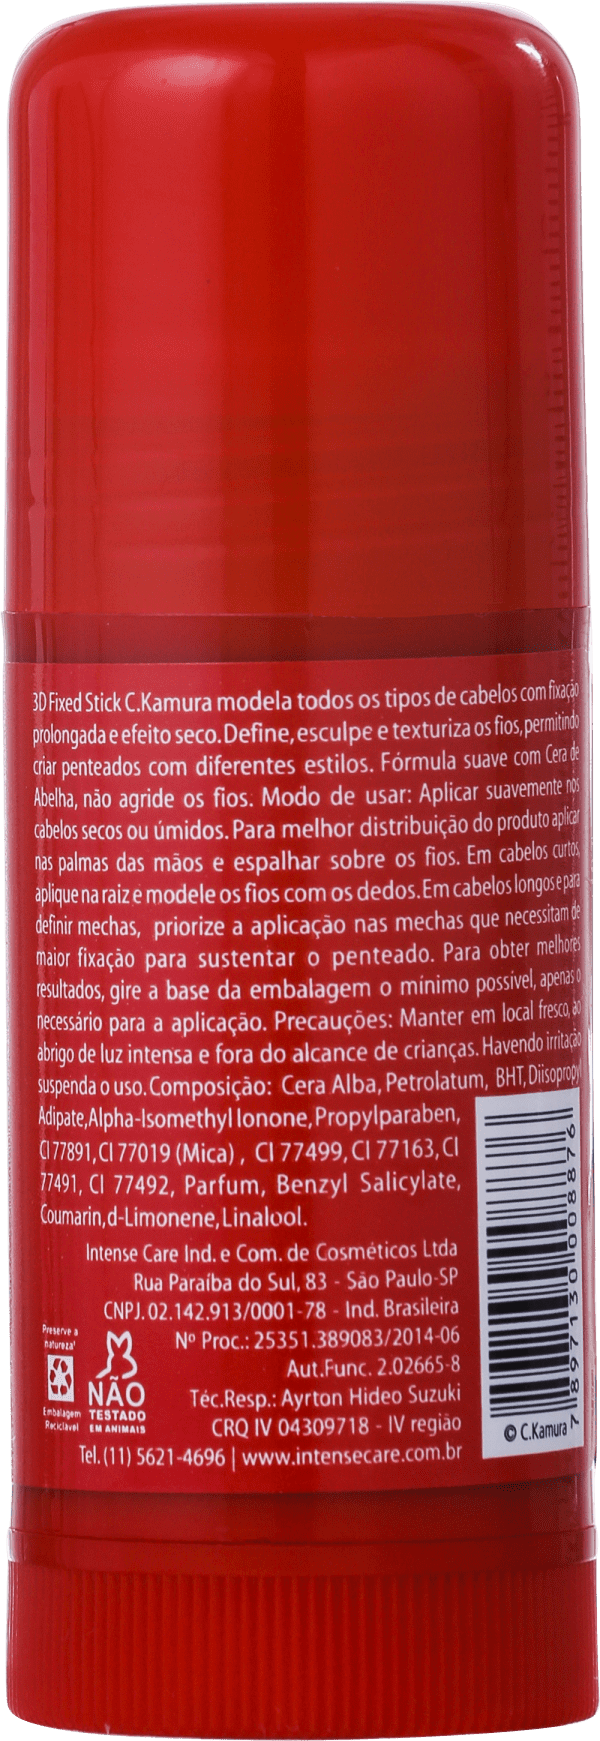 3D Fixed Stick C.Kamura modela todos os tipos de cabelos com fixação
prolongada e efeito seco. Define, esculpe e texturiza os fios, permitindo
criar penteados com diferentes estilos. Fórmula suave com Cera de
Abelha, não agride os fios. Modo de usar: Aplicar suavemente nos
cabelos secos ou úmidos. Para melhor distribuição do produto aplicar
nas palmas das mãos e espalhar sobre os fios. Em cabelos curtos,
aplique na raiz e modele os fios com os dedos. Em cabelos longos e para
definir mechas, priorize a aplicação nas mechas que necessitam de
maior fixação para sustentar o penteado. Para obter melhores
resultados, gire a base da embalagem o mínimo possível, apenas o
necessário para a aplicação. Precauções: Manter em local fresco, ao
abrigo de luz intensa e fora do alcance de crianças. Havendo irritação
suspenda o uso. Composição: Cera Alba, Petrolatum, BHT, Diisopropyl
Adipate, Alpha-Isomethyl Ionone, Propylparaben,
CI 77891, CI 77019 (Mica) , CI 77499, CI 77163, CI
77491, CI 77492, Parfum, Benzyl Salicylate,
Coumarin, d-Limonene, Linalool.
Intense Care Ind. e Com. de Cosméticos Ltda
Rua Paraíba do Sul, 83 - São Paulo-SP
CNPJ. 02.142.913/0001-78 - Ind. Brasileira
Nº Proc.: 25351.389083/2014-06
Aut.Func. 2.02665-8
Téc.Resp.: Ayrton Hideo Suzuki
CRQ IV 04309718 - IV região
Tel. (11) 5621-4696 | www.intensecare.com.br
Preserve a
natureza!
Embalagem
Reciclável
NÃO
TESTADO
EM ANIMAIS
7 897130 008876
© C.Kamura